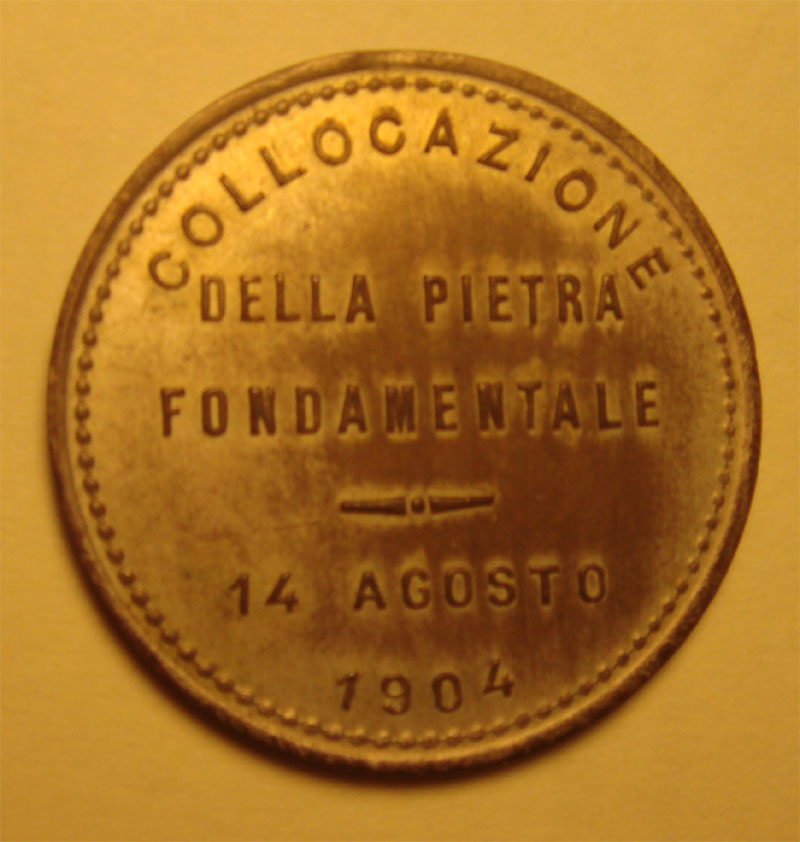 COLLOCAZIONE
DELLA PIETRA
FONDAMENTALE
14 AGOSTO
1904